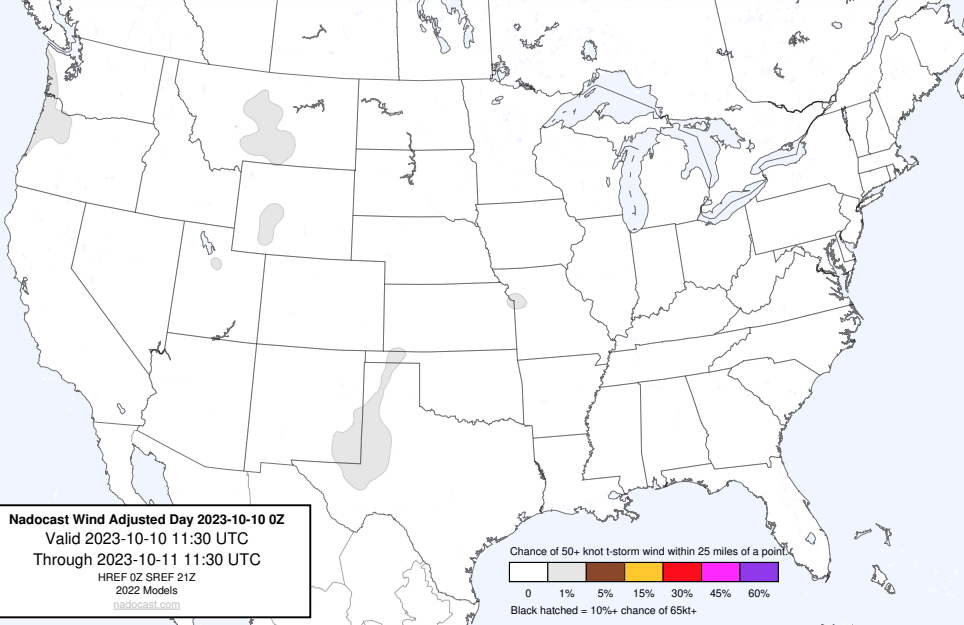 Nadocast Wind Adjusted Day 2023-10-10 0Z
Valid 2023-10-10 11:30 UTC
Through 2023-10-11 11:30 UTC
HREF 0Z SREF 21Z
2022 Models
nadocast.com
Chance of 50+ knot t-storm wind within 25 miles of a point.
0 1% 5% 15% 30% 45% 60%
Black hatched = 10%+ chance of 65kt+